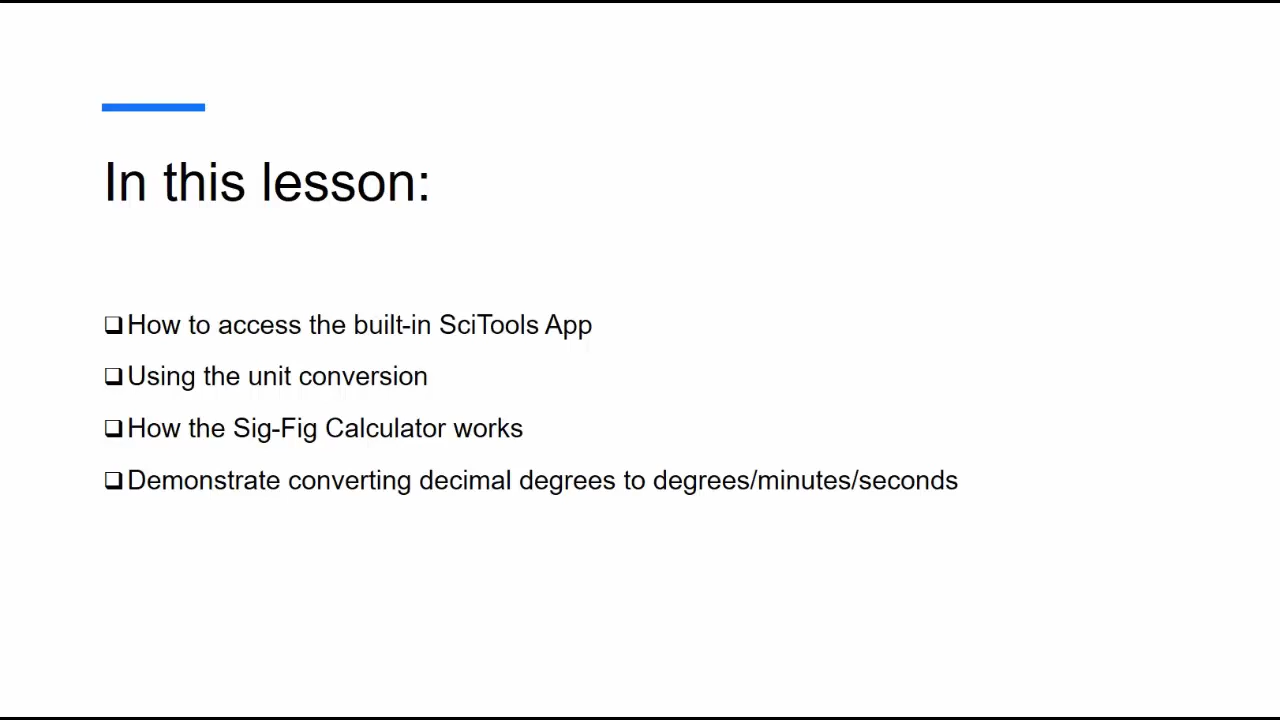 In this lesson:
❑How to access the built-in SciTools App
❑Using the unit conversion
❑How the Sig-Fig Calculator works
❑Demonstrate converting decimal degrees to degrees/minutes/seconds